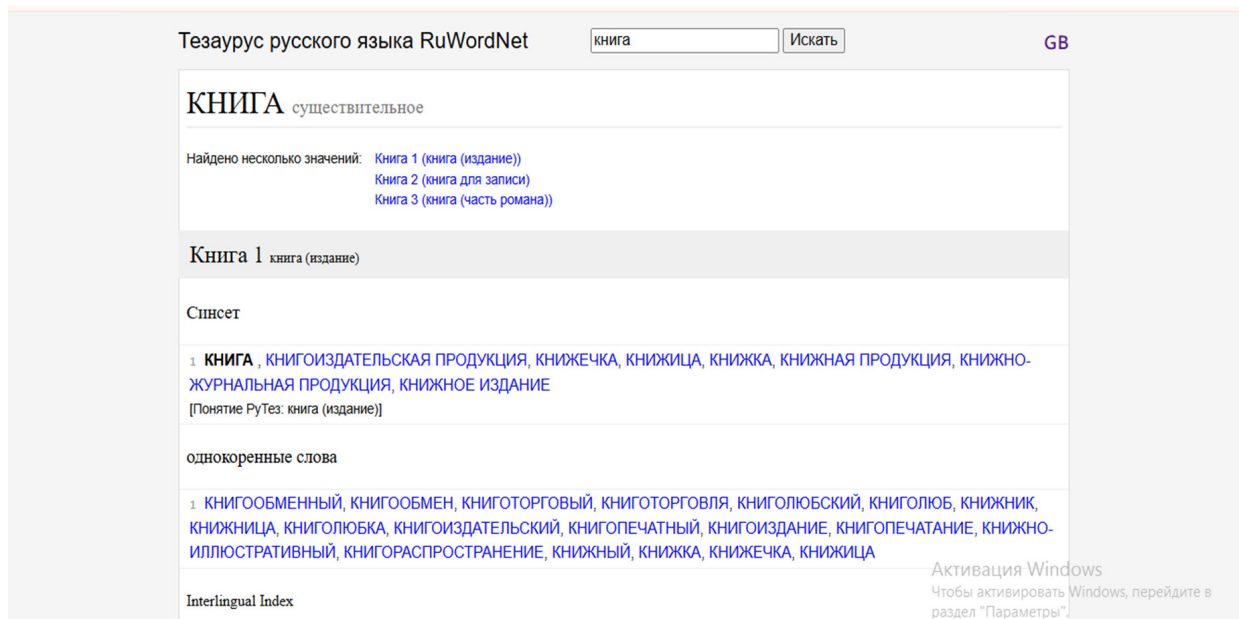 Тезаурус русского языка RuWordNet книга Искать GB
КНИГА существительное
Найдено несколько значений: Книга 1 (книга (издание))
Книга 2 (книга для записи)
Книга 3 (книга (часть романа))
Книга 1 книга (издание)
Синсет
1 КНИГА , КНИГОИЗДАТЕЛЬСКАЯ ПРОДУКЦИЯ, КНИЖЕЧКА, КНИЖИЦА, КНИЖКА, КНИЖНАЯ ПРОДУКЦИЯ, КНИЖНО-
ЖУРНАЛЬНАЯ ПРОДУКЦИЯ, КНИЖНОЕ ИЗДАНИЕ
[Понятие РуТез: книга (издание)]
однокоренные слова
1 КНИГООБМЕННЫЙ, КНИГООБМЕН, КНИГОТОРГОВЫЙ, КНИГОТОРГОВЛЯ, КНИГОЛЮБСКИЙ, КНИГОЛЮБ, КНИЖНИК,
КНИЖНИЦА, КНИГОЛЮБКА, КНИГОИЗДАТЕЛЬСКИЙ, КНИГОПЕЧАТНЫЙ, КНИГОИЗДАНИЕ, КНИГОПЕЧАТАНИЕ, КНИЖНО-
ИЛЛЮСТРАТИВНЫЙ, КНИГОРАСПРОСТРАНЕНИЕ, КНИЖНЫЙ, КНИЖКА, КНИЖЕЧКА, КНИЖИЦА
Interlingual Index
Активация Windows
Чтобы активировать Windows, перейдите в
раздел "Параметры".